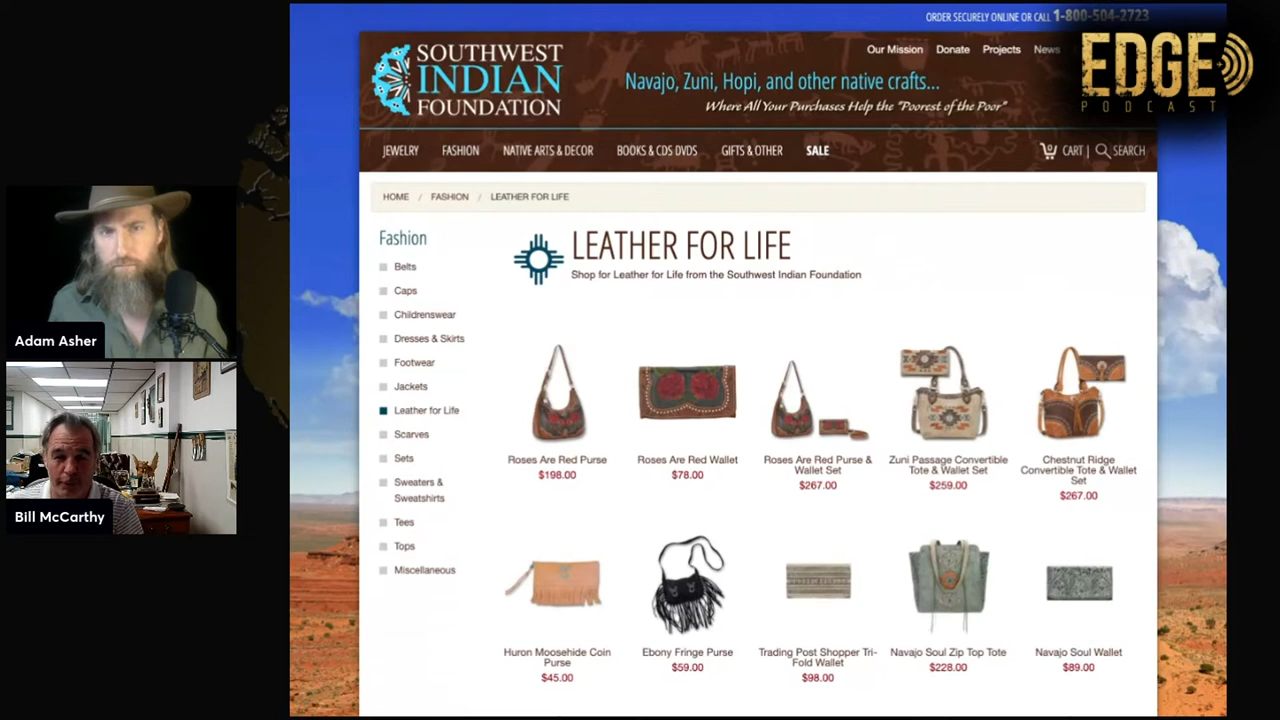 ORDER SECURELY ONLINE OR CALL 1-800-504-2723
EDGE
PODCAST
SOUTHWEST
INDIAN
FOUNDATION
Our Mission Donate Projects News
Navajo, Zuni, Hopi, and other native crafts...
Where All Your Purchases Help the "Poorest of the Poor"
JEWELRY FASHION NATIVE ARTS & DECOR BOOKS & CDS DVDS GIFTS & OTHER SALE
0 CART | SEARCH
HOME / FASHION / LEATHER FOR LIFE
Fashion
Belts
Caps
Childrenswear
Dresses & Skirts
Footwear
Jackets
Leather for Life
Scarves
Sets
Sweaters &
Sweatshirts
Tees
Tops
Miscellaneous
LEATHER FOR LIFE
Shop for Leather for Life from the Southwest Indian Foundation
Roses Are Red Purse
$198.00
Roses Are Red Wallet
$78.00
Roses Are Red Purse &
Wallet Set
$267.00
Zuni Passage Convertible
Tote & Wallet Set
$259.00
Chestnut Ridge
Convertible Tote & Wallet
Set
$267.00
Huron Moosehide Coin
Purse
$45.00
Ebony Fringe Purse
$59.00
Trading Post Shopper Tri-
Fold Wallet
$98.00
Navajo Soul Zip Top Tote
$228.00
Navajo Soul Wallet
$89.00
Adam Asher
Bill McCarthy